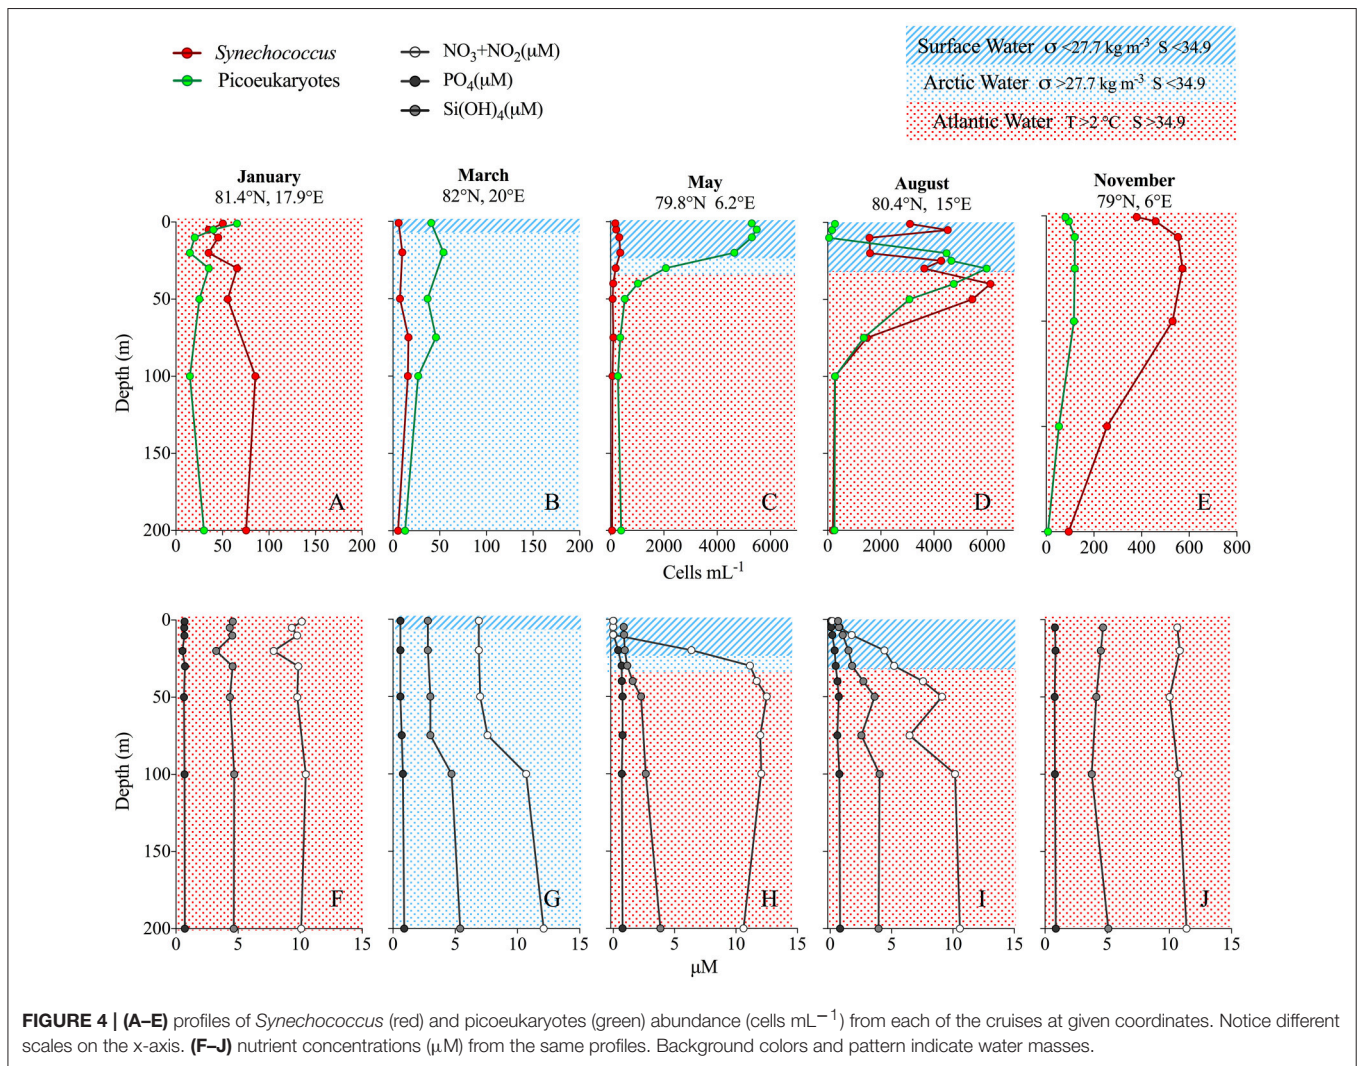 Synechococcus
Picoeukaryotes
NO₃+NO₂(µM)
PO₄(µM)
Si(OH)₄(µM)
Surface Water σ <27.7 kg m⁻³ S <34.9
Arctic Water σ >27.7 kg m⁻³ S <34.9
Atlantic Water T >2 °C S >34.9
January
81.4°N, 17.9°E
March
82°N, 20°E
May
79.8°N 6.2°E
August
80.4°N, 15°E
November
79°N, 6°E
Depth (m)
0
50
100
150
200
A
B
C
D
E
0 50 100 150 200
0 50 100 150 200
0 2000 4000 6000
0 2000 4000 6000
0 200 400 600 800
Cells mL⁻¹
Depth (m)
0
50
100
150
200
F
G
H
I
J
0 5 10 15
0 5 10 15
0 5 10 15
0 5 10 15
0 5 10 15
µM
FIGURE 4 | (A–E) profiles of Synechococcus (red) and picoeukaryotes (green) abundance (cells mL⁻¹) from each of the cruises at given coordinates. Notice different
scales on the x-axis. (F–J) nutrient concentrations (µM) from the same profiles. Background colors and pattern indicate water masses.